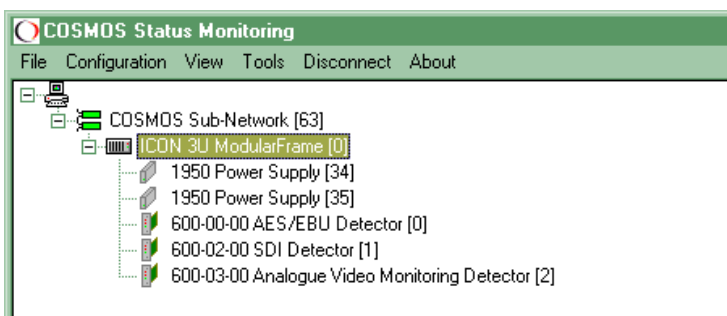 COSMOS Status Monitoring
File Configuration View Tools Disconnect About
COSMOS Sub-Network [63]
ICON 3U ModularFrame [0]
1950 Power Supply [34]
1950 Power Supply [35]
600-00-00 AES/EBU Detector [0]
600-02-00 SDI Detector [1]
600-03-00 Analogue Video Monitoring Detector [2]